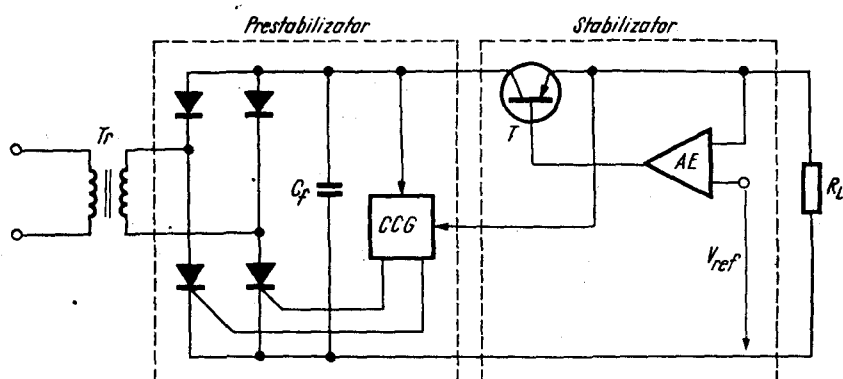 Prestabilizator
Stabilizator
Tr
Cf
CCG
T
AE
Vref
RL